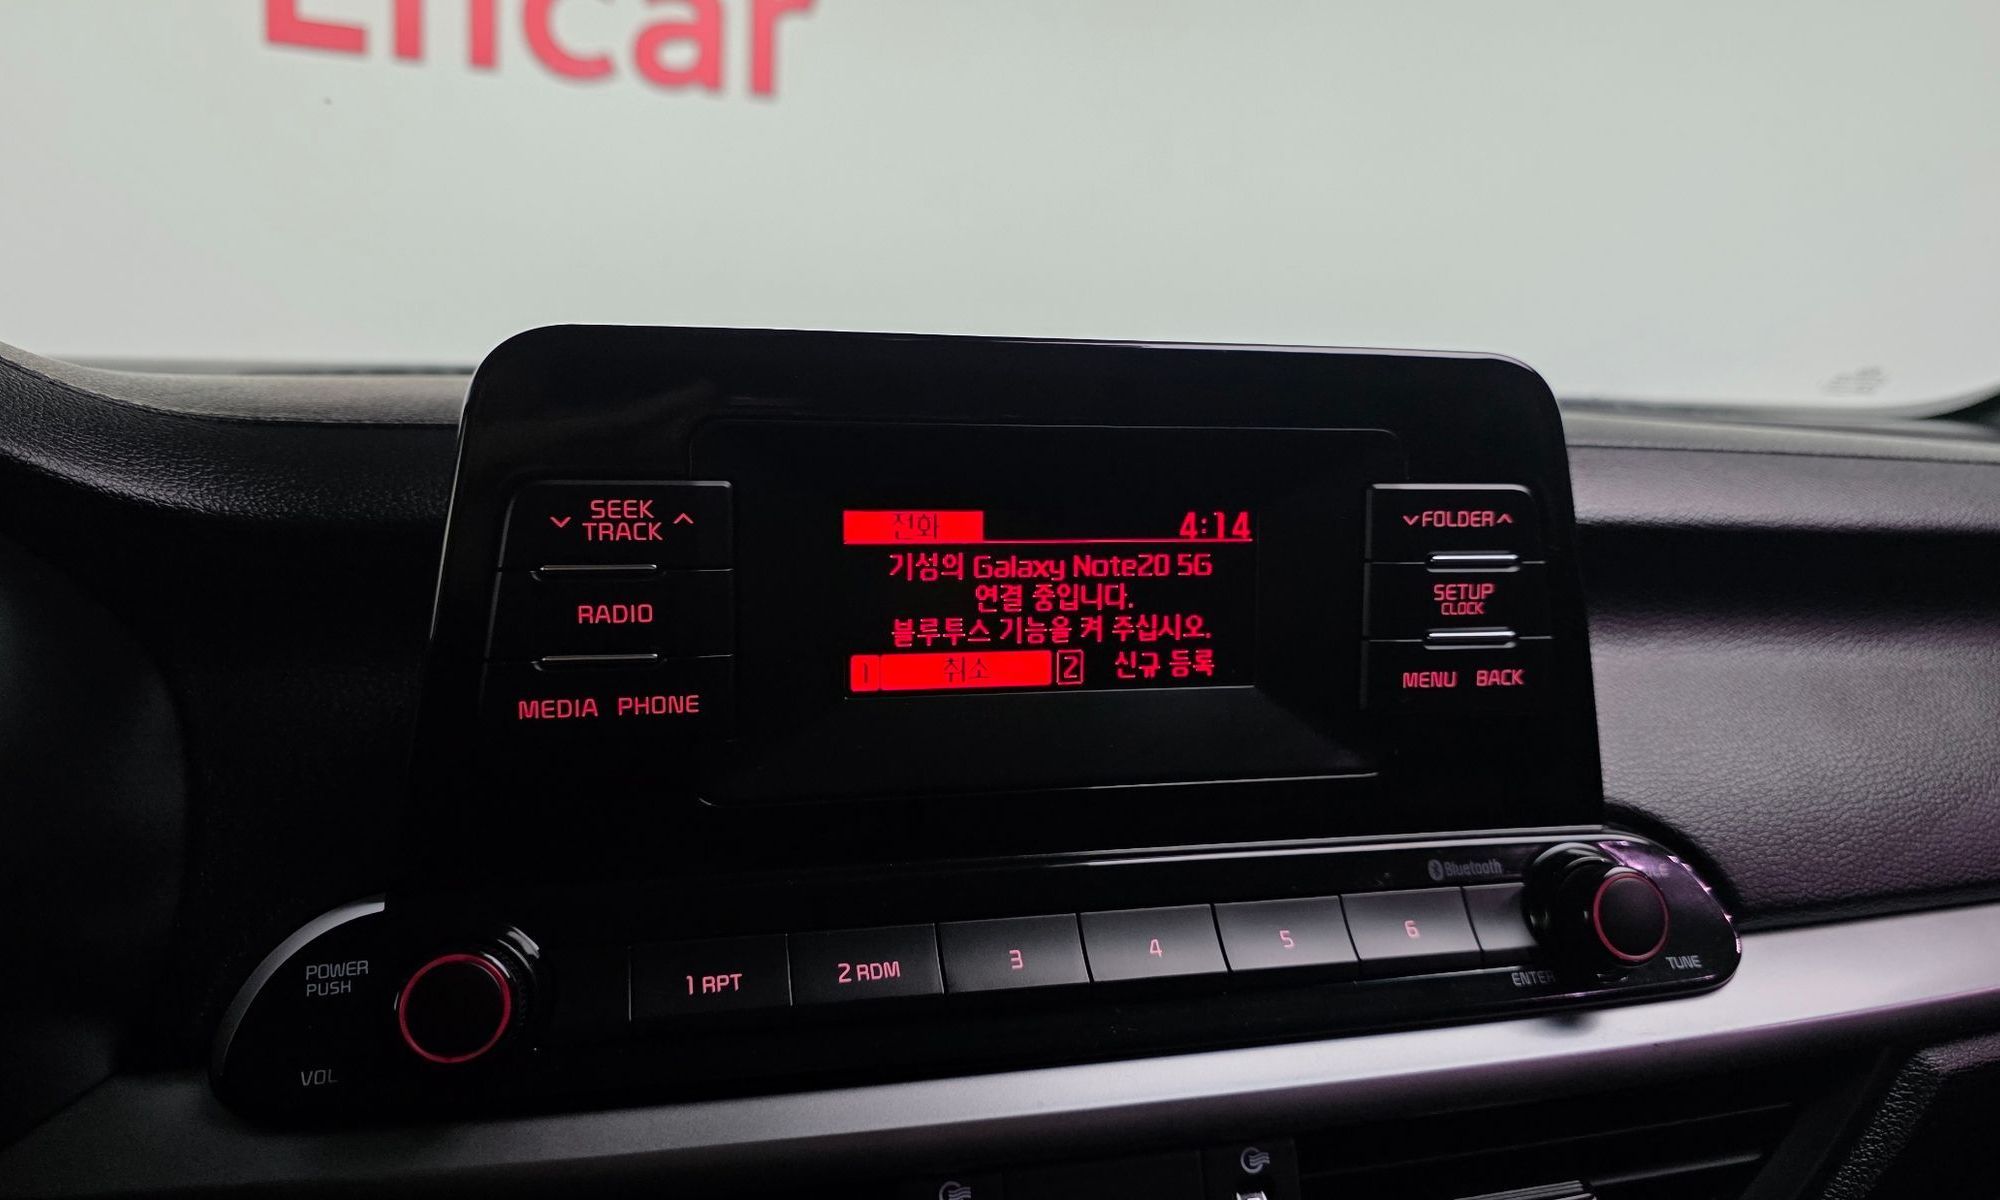 Encar
SEEK
TRACK
RADIO
MEDIA PHONE
전화 4:14
기성의 Galaxy Note20 5G
연결 중입니다.
블루투스 기능을 켜 주십시오.
1 취소 2 신규 등록
FOLDER
SETUP
CLOCK
MENU BACK
Bluetooth
POWER
PUSH
VOL
1 RPT 2 RDM 3 4 5 6
ENTER
TUNE